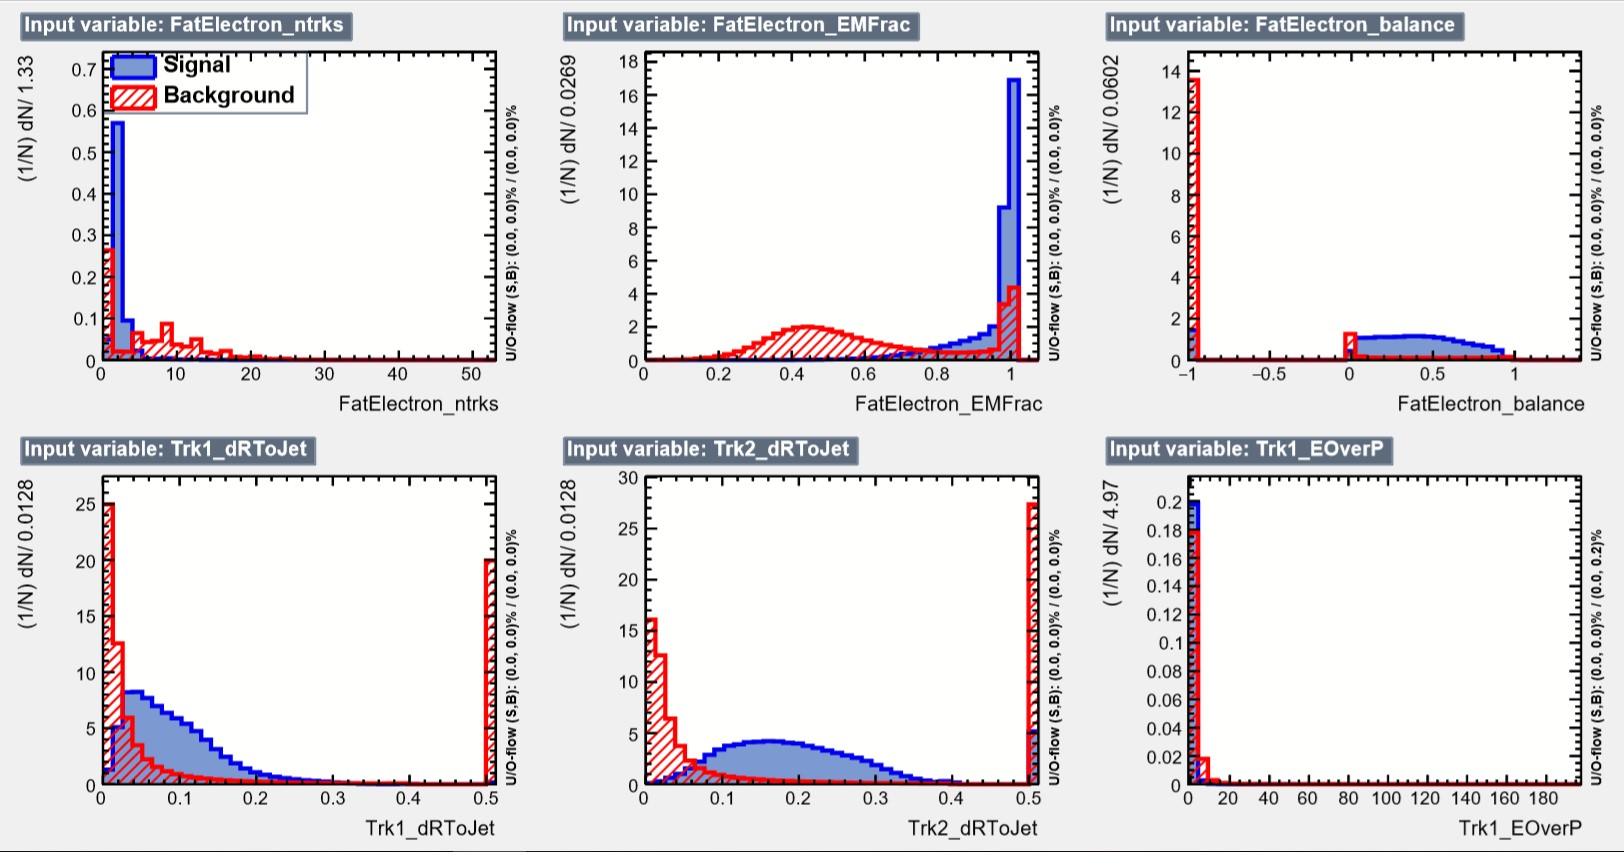 Input variable: FatElectron_ntrks
(1/N) dN/ 1.33
0.7
0.6
0.5
0.4
0.3
0.2
0.1
0
Signal
Background
0 10 20 30 40 50
FatElectron_ntrks
U/O-flow (S,B): (0.0, 0.0)% / (0.0, 0.0)%
Input variable: FatElectron_EMFrac
(1/N) dN/ 0.0269
18
16
14
12
10
8
6
4
2
0
0 0.2 0.4 0.6 0.8 1
FatElectron_EMFrac
U/O-flow (S,B): (0.0, 0.0)% / (0.0, 0.0)%
Input variable: FatElectron_balance
(1/N) dN/ 0.0602
14
12
10
8
6
4
2
0
−1 −0.5 0 0.5 1
FatElectron_balance
U/O-flow (S,B): (0.0, 0.0)% / (0.0, 0.0)%
Input variable: Trk1_dRToJet
(1/N) dN/ 0.0128
25
20
15
10
5
0
0 0.1 0.2 0.3 0.4 0.5
Trk1_dRToJet
U/O-flow (S,B): (0.0, 0.0)% / (0.0, 0.0)%
Input variable: Trk2_dRToJet
(1/N) dN/ 0.0128
30
25
20
15
10
5
0
0 0.1 0.2 0.3 0.4 0.5
Trk2_dRToJet
U/O-flow (S,B): (0.0, 0.0)% / (0.0, 0.0)%
Input variable: Trk1_EOverP
(1/N) dN/ 4.97
0.2
0.18
0.16
0.14
0.12
0.1
0.08
0.06
0.04
0.02
0
0 20 40 60 80 100 120 140 160 180
Trk1_EOverP
U/O-flow (S,B): (0.0, 0.0)% / (0.0, 0.2)%